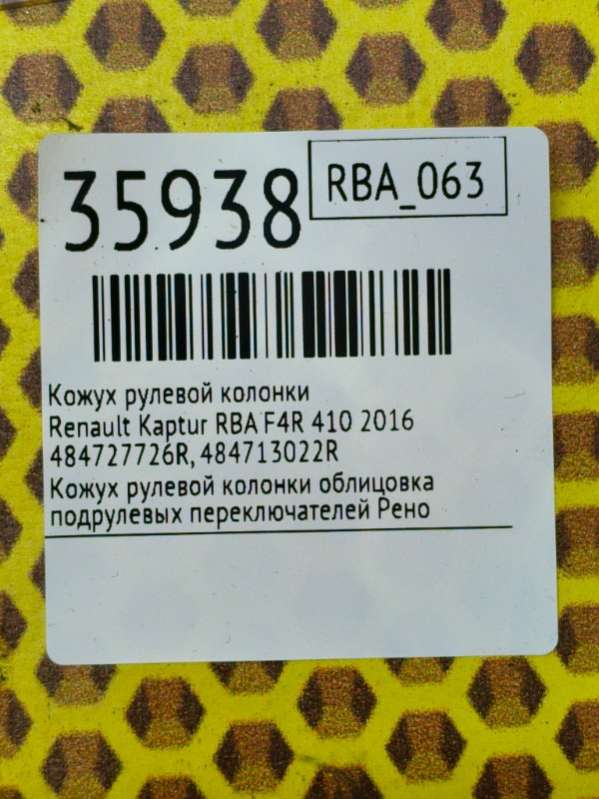 35938
RBA_063
Кожух рулевой колонки
Renault Kaptur RBA F4R 410 2016
484727726R, 484713022R
Кожух рулевой колонки облицовка
подрулевых переключателей Рено